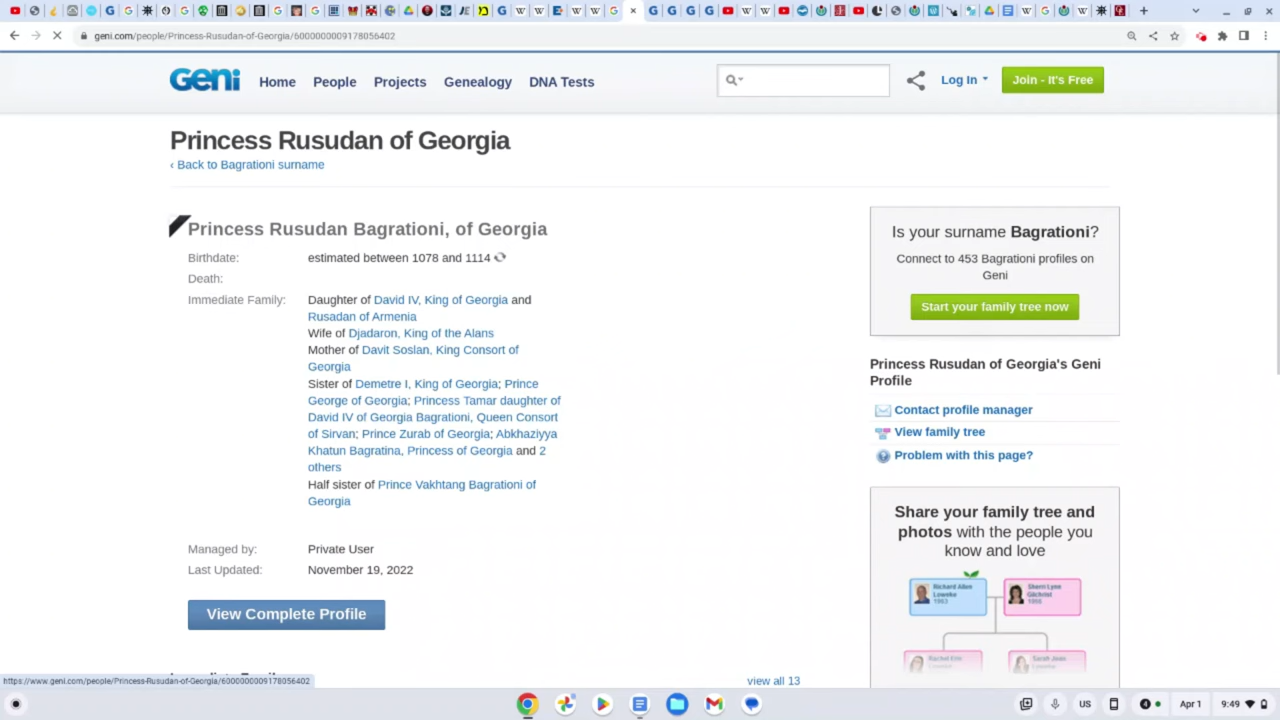 geni.com/people/Princess-Rusudan-of-Georgia/6000000009178056402
Geni
Home
People
Projects
Genealogy
DNA Tests
Log In
Join - It's Free
Princess Rusudan of Georgia
‹ Back to Bagrationi surname
Princess Rusudan Bagrationi, of Georgia
Birthdate: estimated between 1078 and 1114
Death:
Immediate Family: Daughter of David IV, King of Georgia and
Rusadan of Armenia
Wife of Djadaron, King of the Alans
Mother of Davit Soslan, King Consort of
Georgia
Sister of Demetre I, King of Georgia; Prince
George of Georgia; Princess Tamar daughter of
David IV of Georgia Bagrationi, Queen Consort
of Sirvan; Prince Zurab of Georgia; Abkhaziyya
Khatun Bagratina, Princess of Georgia and 2
others
Half sister of Prince Vakhtang Bagrationi of
Georgia
Managed by: Private User
Last Updated: November 19, 2022
View Complete Profile
view all 13
Is your surname Bagrationi?
Connect to 453 Bagrationi profiles on
Geni
Start your family tree now
Princess Rusudan of Georgia's Geni
Profile
Contact profile manager
View family tree
Problem with this page?
Share your family tree and
photos with the people you
know and love
https://www.geni.com/people/Princess-Rusudan-of-Georgia/6000000009178056402
US
Apr 1
9:49